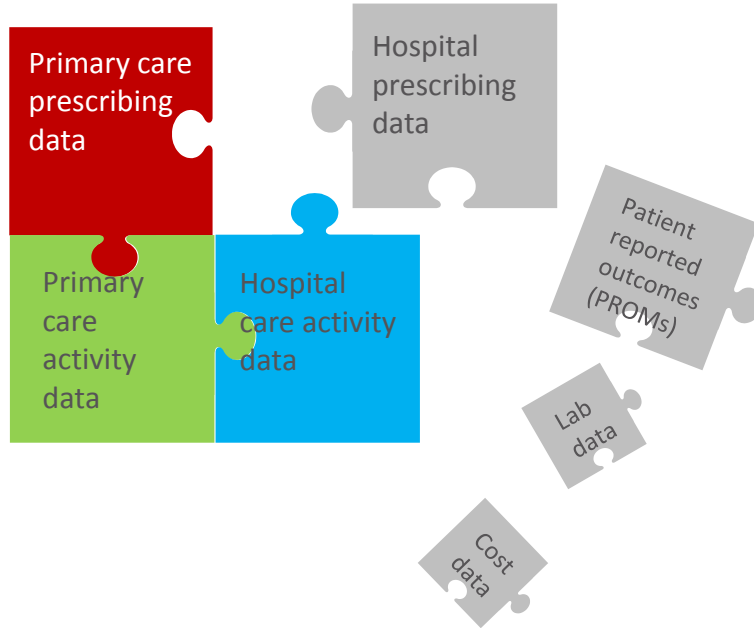 Primary care
prescribing
data
Hospital
prescribing
data
Patient
reported
outcomes
(PROMs)
Primary
care
activity
data
Hospital
care activity
data
Lab
data
Cost
data